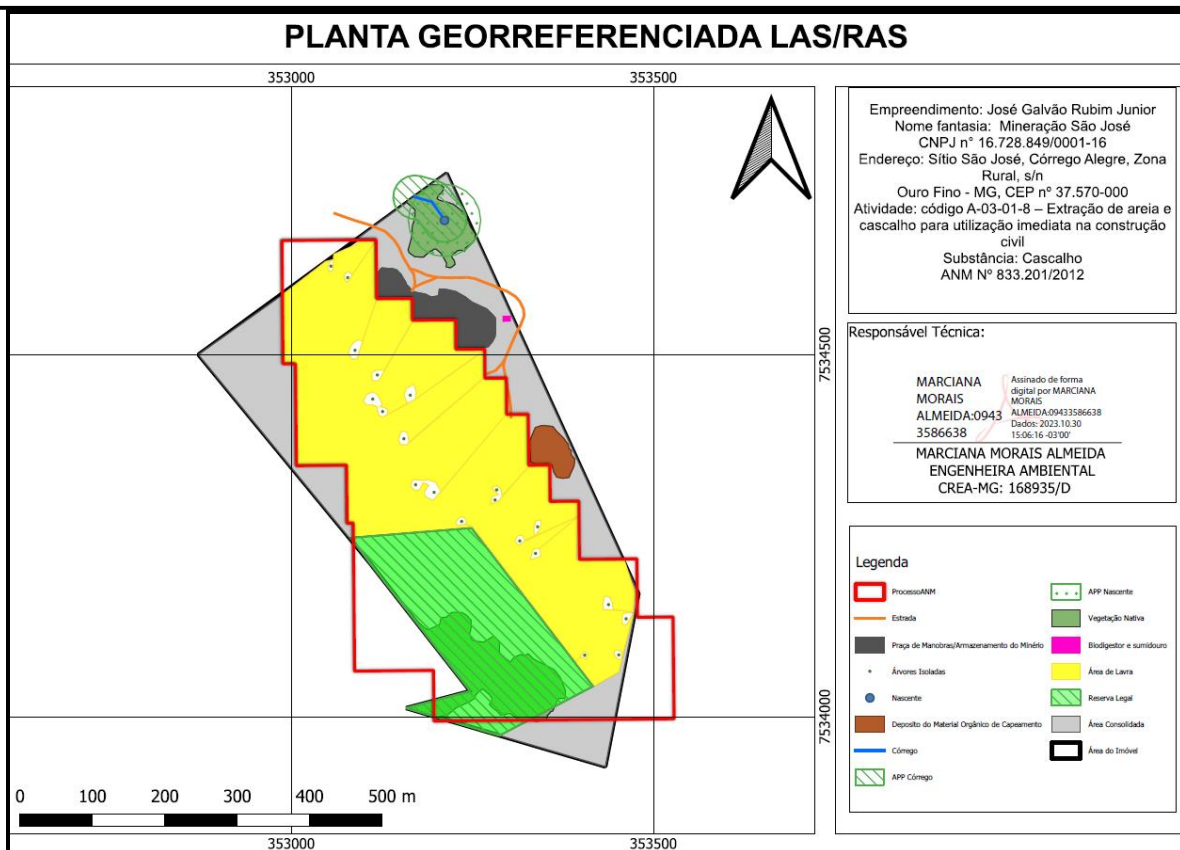 PLANTA GEORREFERENCIADA LAS/RAS
353000
353500
7534500
7534000
0 100 200 300 400 500 m
353000
353500
Empreendimento: José Galvão Rubim Junior
Nome fantasia: Mineração São José
CNPJ n° 16.728.849/0001-16
Endereço: Sítio São José, Córrego Alegre, Zona
Rural, s/n
Ouro Fino - MG, CEP nº 37.570-000
Atividade: código A-03-01-8 – Extração de areia e
cascalho para utilização imediata na construção
civil
Substância: Cascalho
ANM Nº 833.201/2012
Responsável Técnica:
MARCIANA
MORAIS
ALMEIDA:0943
3586638
Assinado de forma
digital por MARCIANA
MORAIS
ALMEIDA:09433586638
Dados: 2023.10.30
15:06:16 -03'00'
MARCIANA MORAIS ALMEIDA
ENGENHEIRA AMBIENTAL
CREA-MG: 168935/D
Legenda
ProcessoANM
Estrada
Praça de Manobras/Armazenamento do Minério
Árvores Isoladas
Nascente
Deposito do Material Orgânico de Capeamento
Córrego
APP Córrego
APP Nascente
Vegetação Nativa
Biodigestor e sumidouro
Área de Lavra
Reserva Legal
Área Consolidada
Área do Imóvel